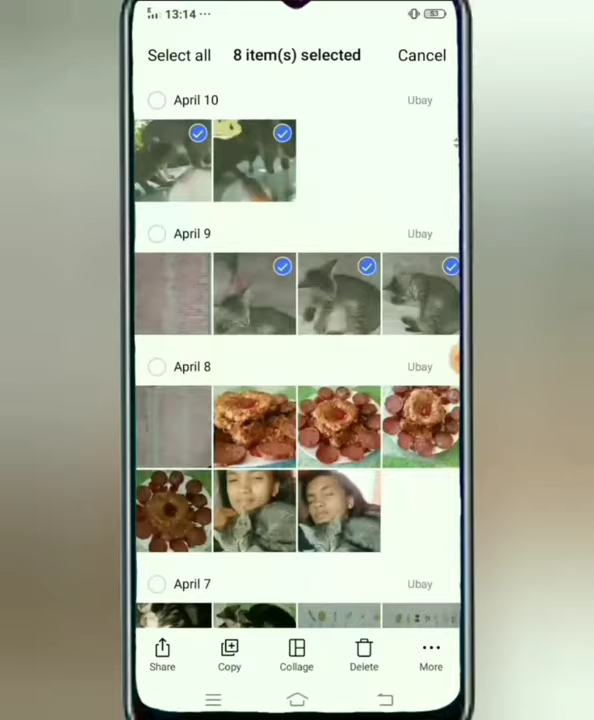 13:14 ...
53
Select all 8 item(s) selected Cancel
April 10 Ubay
April 9 Ubay
April 8 Ubay
April 7 Ubay
Share Copy Collage Delete More